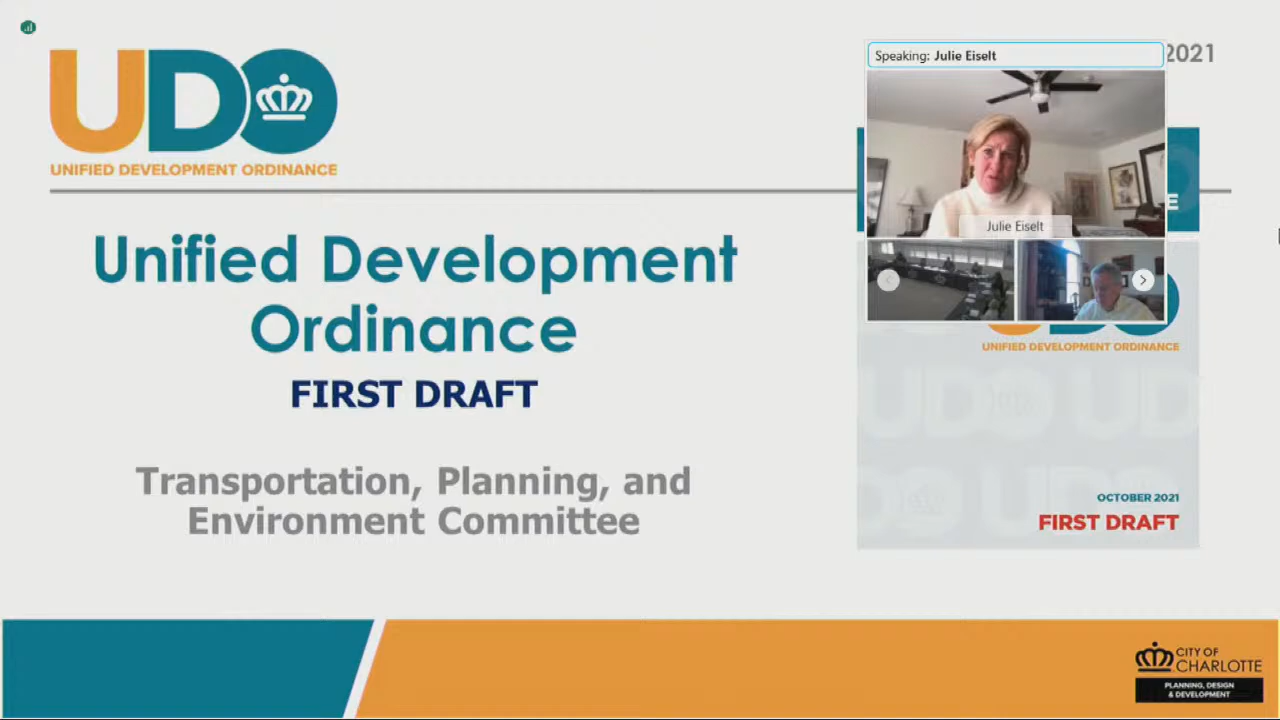 UDO
UNIFIED DEVELOPMENT ORDINANCE
2021
Speaking: Julie Eiselt
E
Julie Eiselt
Unified Development
Ordinance
FIRST DRAFT
Transportation, Planning, and
Environment Committee
UNIFIED DEVELOPMENT ORDINANCE
OCTOBER 2021
FIRST DRAFT
CITY OF
CHARLOTTE
PLANNING, DESIGN
& DEVELOPMENT